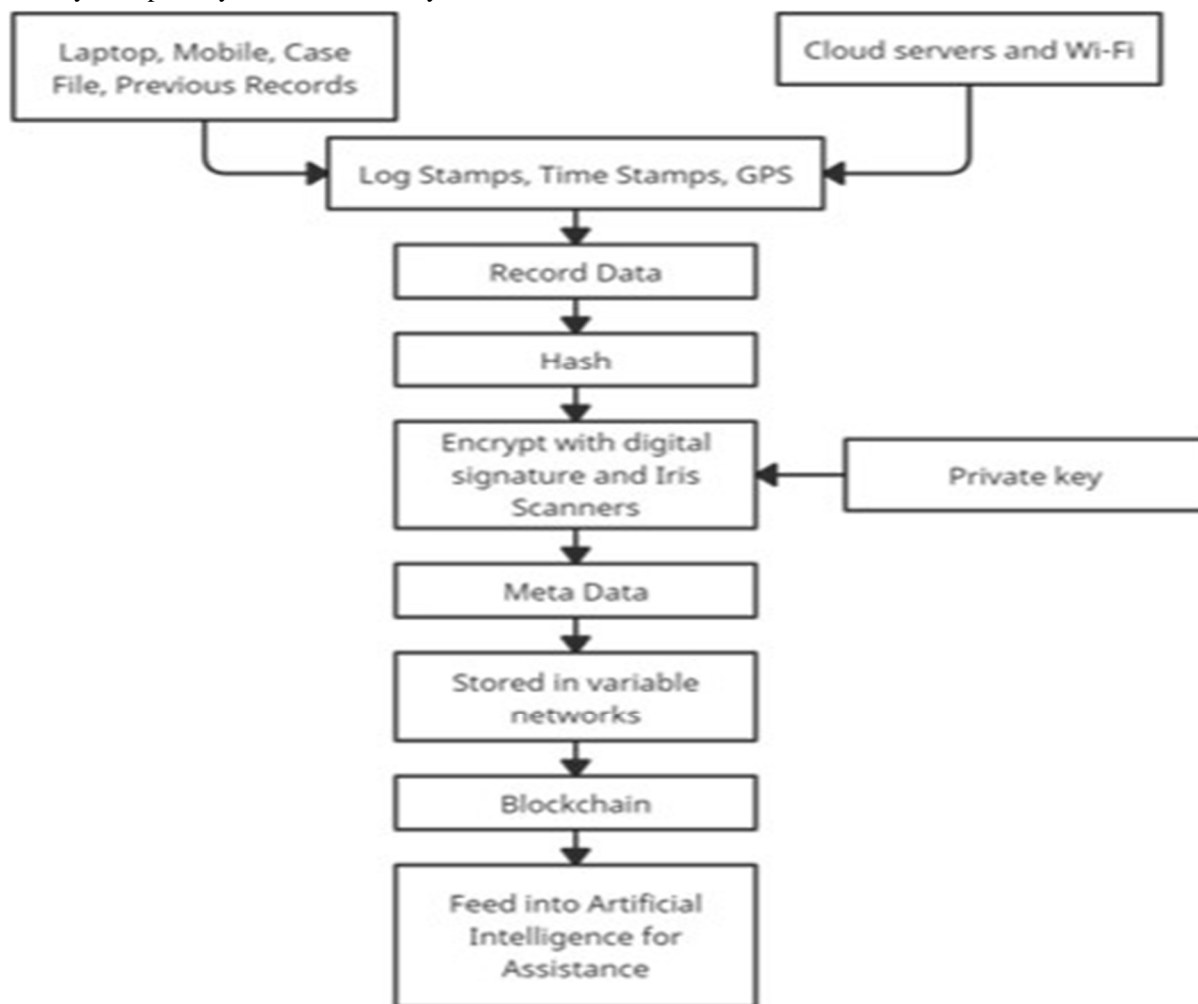 Laptop, Mobile, Case
File, Previous Records
Cloud servers and Wi-Fi
Log Stamps, Time Stamps, GPS
Record Data
Hash
Encrypt with digital
signature and Iris
Scanners
Private key
Meta Data
Stored in variable
networks
Blockchain
Feed into Artificial
Intelligence for
Assistance